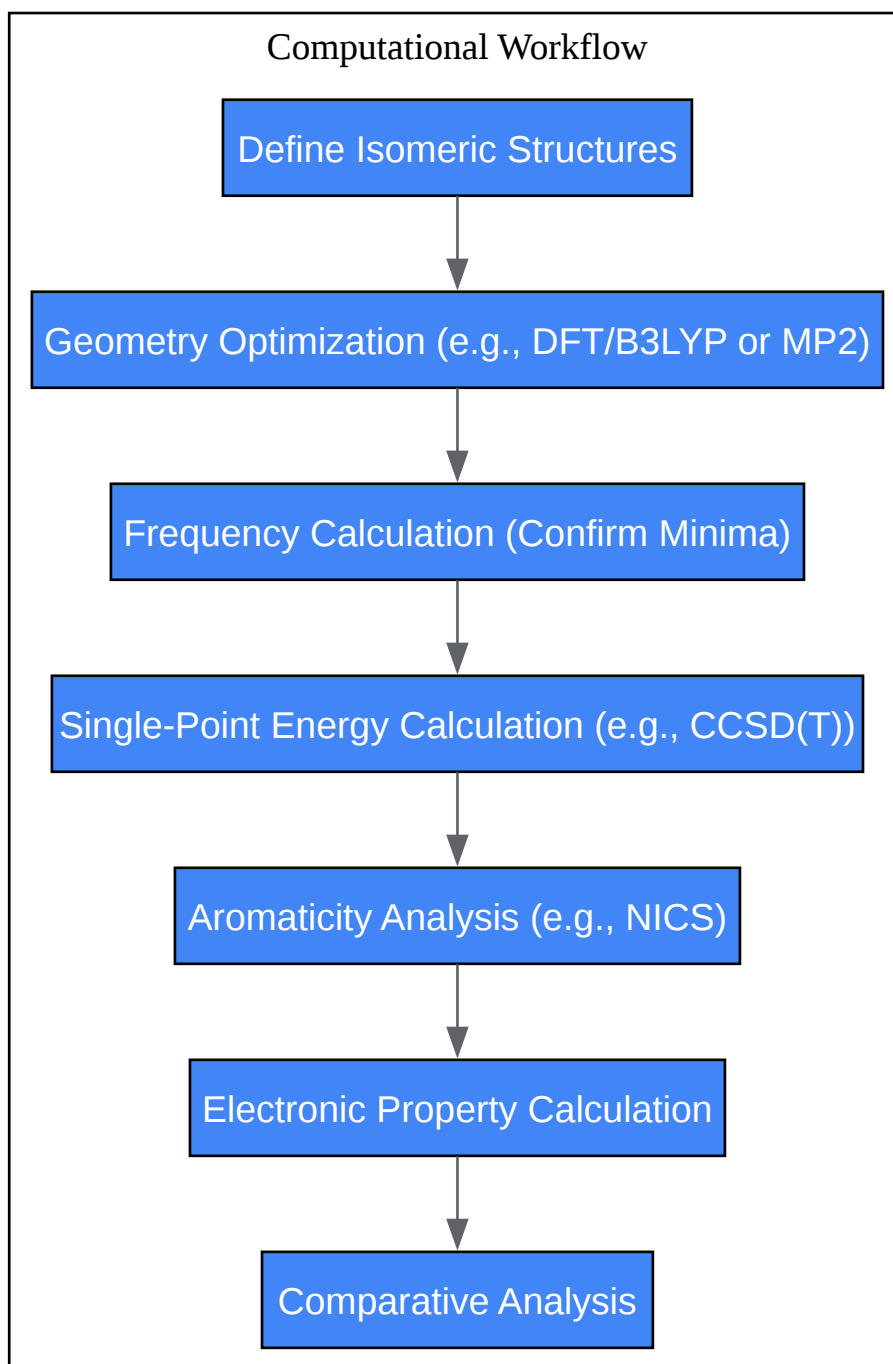 Computational Workflow
Define Isomeric Structures
Geometry Optimization (e.g., DFT/B3LYP or MP2)
Frequency Calculation (Confirm Minima)
Single-Point Energy Calculation (e.g., CCSD(T))
Aromaticity Analysis (e.g., NICS)
Electronic Property Calculation
Comparative Analysis